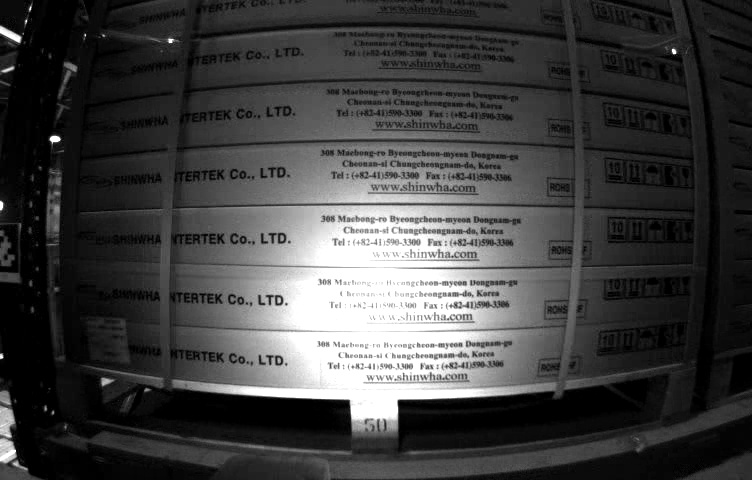 SHINWHA INTERTEK Co., LTD.
SHINWHA INTERTEK Co., LTD.
308 Maebong-ro Byeongcheon-myeon Dongnam-gu
Cheonan-si Chungcheongnam-do, Korea
Tel : (+82-41)590-3300 Fax : (+82-41)590-3306
www.shinwha.com
ROHS
10
SHINWHA INTERTEK Co., LTD.
308 Maebong-ro Byeongcheon-myeon Dongnam-gu
Cheonan-si Chungcheongnam-do, Korea
Tel : (+82-41)590-3300 Fax : (+82-41)590-3306
www.shinwha.com
ROHS
10
SHINWHA INTERTEK Co., LTD.
308 Maebong-ro Byeongcheon-myeon Dongnam-gu
Cheonan-si Chungcheongnam-do, Korea
Tel : (+82-41)590-3300 Fax : (+82-41)590-3306
www.shinwha.com
ROHS
10
SHINWHA INTERTEK Co., LTD.
308 Maebong-ro Byeongcheon-myeon Dongnam-gu
Cheonan-si Chungcheongnam-do, Korea
Tel : (+82-41)590-3300 Fax : (+82-41)590-3306
www.shinwha.com
ROHS HF
10
SHINWHA INTERTEK Co., LTD.
308 Maebong-ro Byeongcheon-myeon Dongnam-gu
Cheonan-si Chungcheongnam-do, Korea
Tel : (+82-41)590-3300 Fax : (+82-41)590-3306
www.shinwha.com
ROHS HF
10
SHINWHA INTERTEK Co., LTD.
308 Maebong-ro Byeongcheon-myeon Dongnam-gu
Cheonan-si Chungcheongnam-do, Korea
Tel : (+82-41)590-3300 Fax : (+82-41)590-3306
www.shinwha.com
ROHS HF
10
50